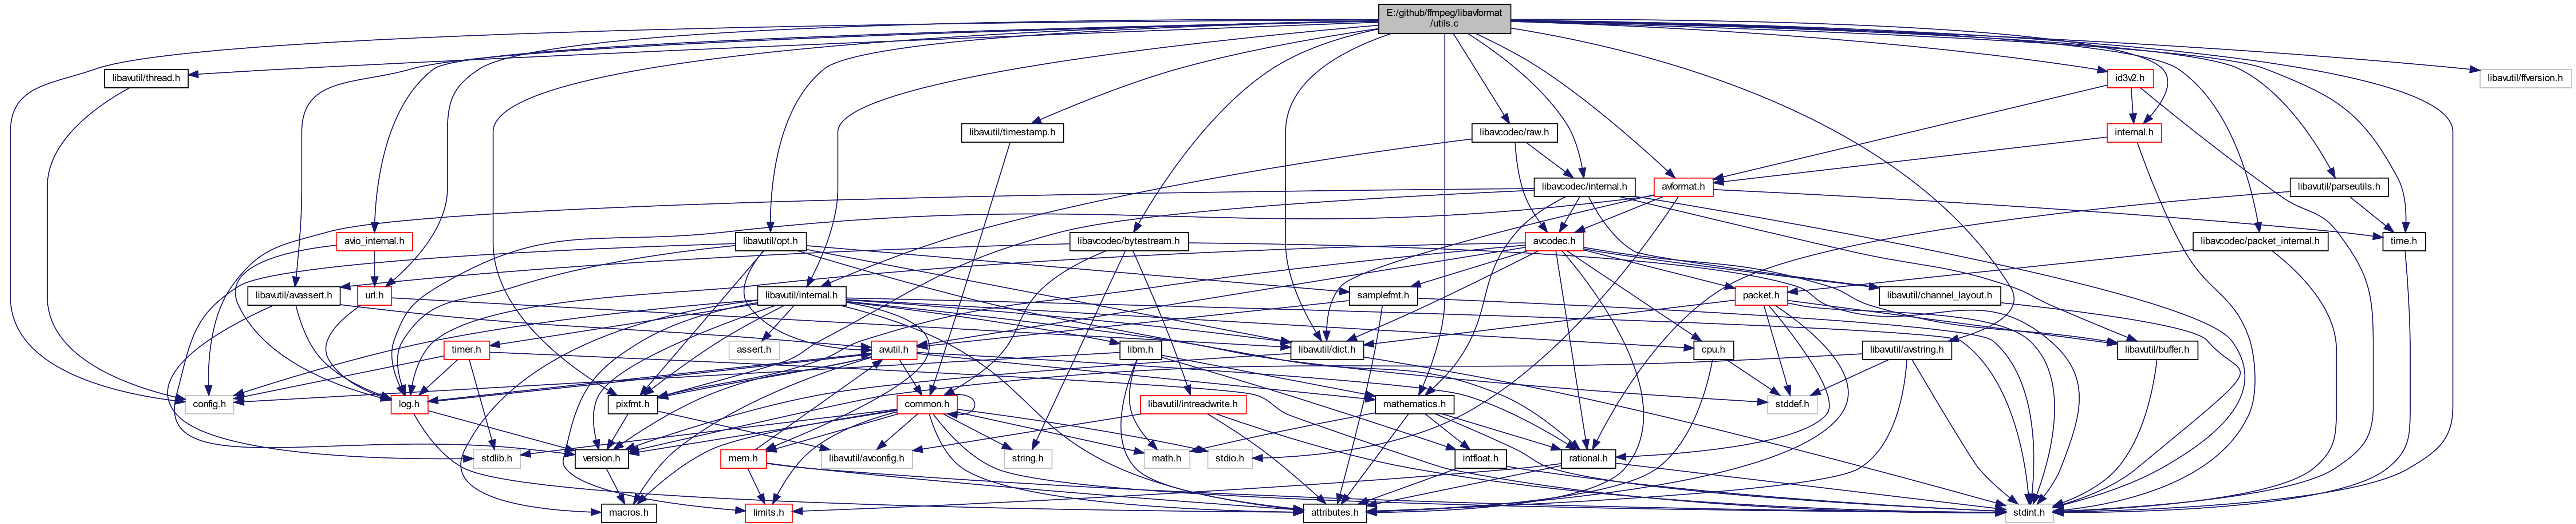 E:/github/ffmpeg/libavformat
/utils.c
libavutil/thread.h
id3v2.h
libavutil/ffversion.h
libavutil/timestamp.h
libavcodec/raw.h
internal.h
libavcodec/internal.h
avformat.h
libavutil/parseutils.h
avio_internal.h
libavutil/opt.h
libavcodec/bytestream.h
avcodec.h
libavcodec/packet_internal.h
time.h
libavutil/avassert.h
url.h
libavutil/internal.h
samplefmt.h
packet.h
libavutil/channel_layout.h
timer.h
assert.h
avutil.h
libm.h
libavutil/dict.h
cpu.h
libavutil/avstring.h
libavutil/buffer.h
config.h
log.h
pixfmt.h
common.h
libavutil/intreadwrite.h
mathematics.h
stddef.h
stdlib.h
version.h
mem.h
libavutil/avconfig.h
string.h
math.h
stdio.h
intfloat.h
rational.h
macros.h
limits.h
attributes.h
stdint.h